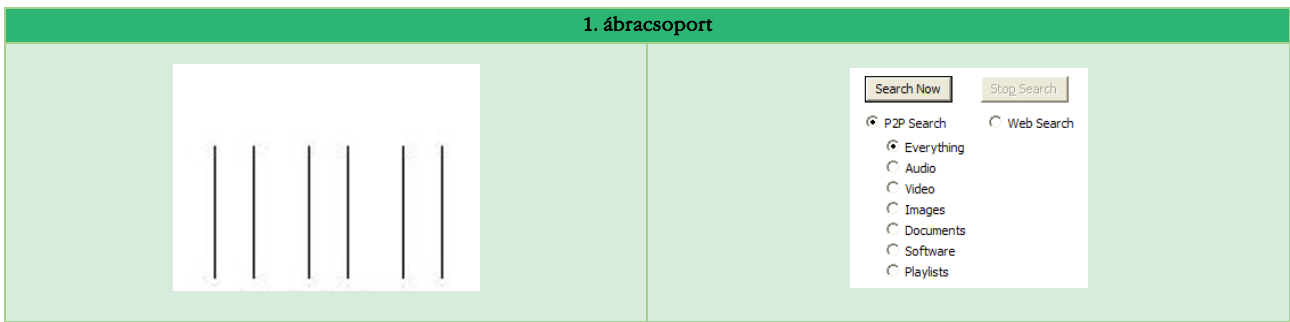 1. ábracsoport
Search Now Stop Search
P2P Search Web Search
Everything
Audio
Video
Images
Documents
Software
Playlists